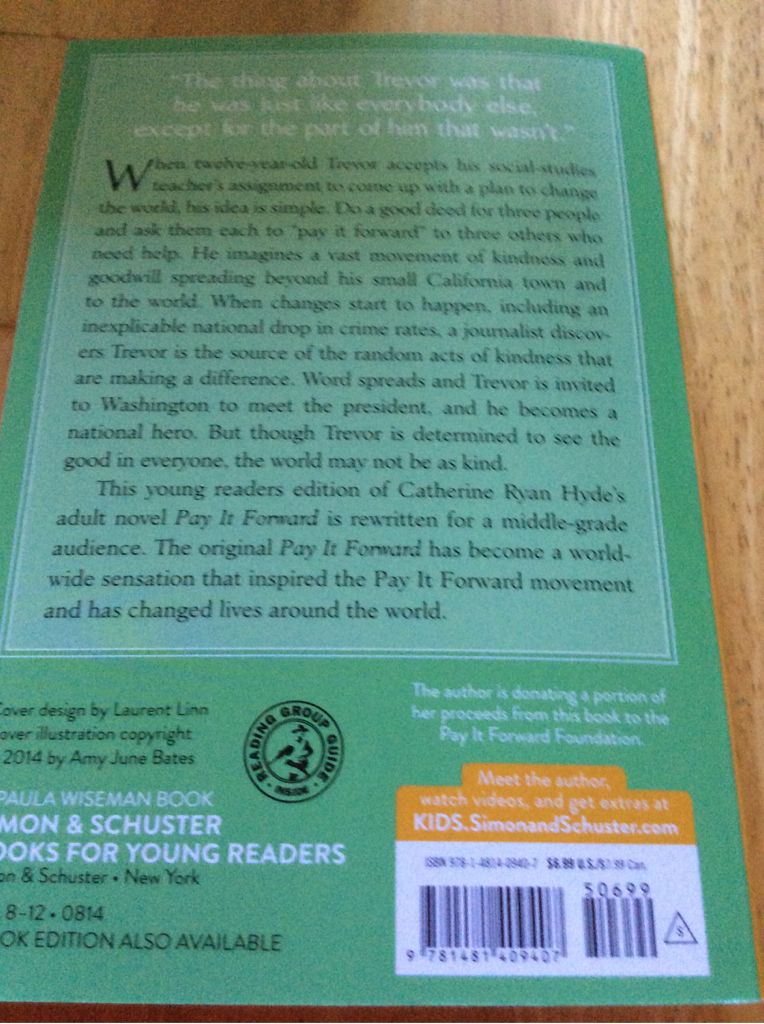 "The thing about Trevor was that
he was just like everybody else,
except for the part of him that wasn't."
When twelve-year-old Trevor accepts his social-studies
teacher's assignment to come up with a plan to change
the world, his idea is simple. Do a good deed for three people
and ask them each to "pay it forward" to three others who
need help. He imagines a vast movement of kindness and
goodwill spreading beyond his small California town and
to the world. When changes start to happen, including an
inexplicable national drop in crime rates, a journalist discov-
ers Trevor is the source of the random acts of kindness that
are making a difference. Word spreads and Trevor is invited
to Washington to meet the president, and he becomes a
national hero. But though Trevor is determined to see the
good in everyone, the world may not be as kind.
This young readers edition of Catherine Ryan Hyde's
adult novel Pay It Forward is rewritten for a middle-grade
audience. The original Pay It Forward has become a world-
wide sensation that inspired the Pay It Forward movement
and has changed lives around the world.
Cover design by Laurent Linn
over illustration copyright
2014 by Amy June Bates
PAULA WISEMAN BOOK
MON & SCHUSTER
OOKS FOR YOUNG READERS
on & Schuster • New York
8-12 • 0814
OK EDITION ALSO AVAILABLE
READING GROUP GUIDE
• INSIDE •
The author is donating a portion of
her proceeds from this book to the
Pay It Forward Foundation.
Meet the author,
watch videos, and get extras at
KIDS.SimonandSchuster.com
ISBN 978-1-4814-0940-7 $6.99 U.S./$7.99 Can.
50699
9 781481 409407
S